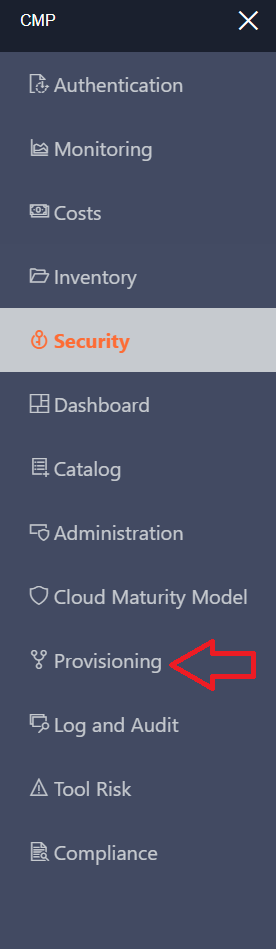 CMP
Authentication
Monitoring
Costs
Inventory
Security
Dashboard
Catalog
Administration
Cloud Maturity Model
Provisioning
Log and Audit
Tool Risk
Compliance